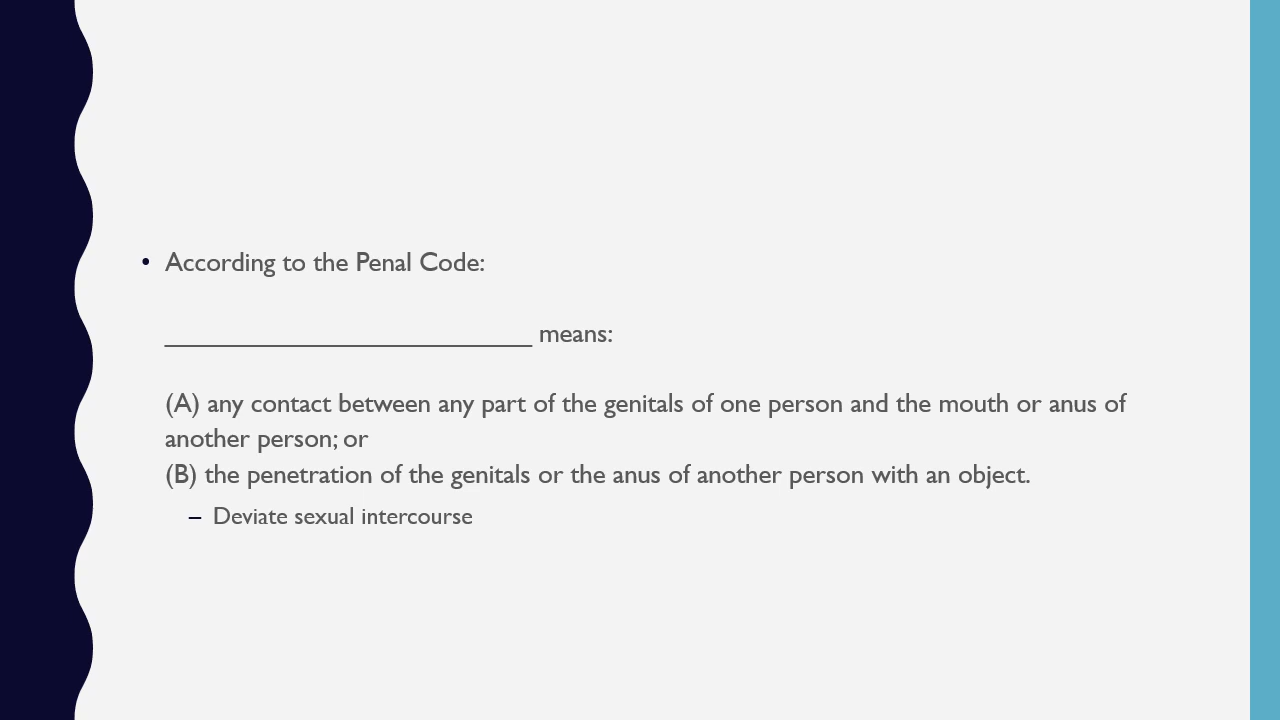 • According to the Penal Code:
___________________________ means:
(A) any contact between any part of the genitals of one person and the mouth or anus of
another person; or
(B) the penetration of the genitals or the anus of another person with an object.
– Deviate sexual intercourse